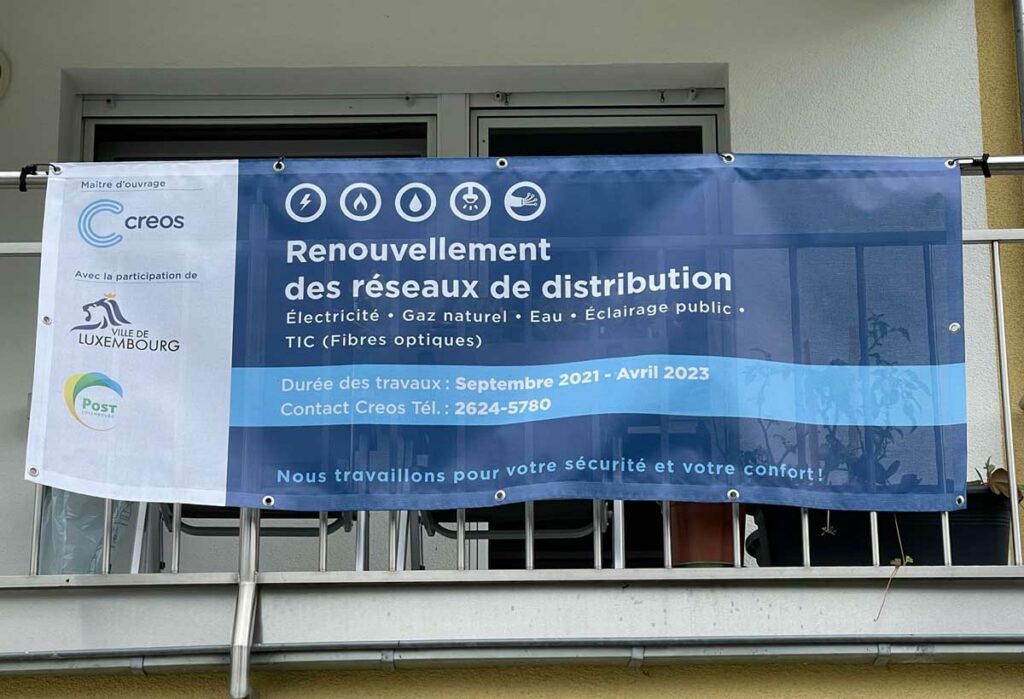 Maître d'ouvrage
creos
Avec la participation de
VILLE DE
LUXEMBOURG
POST
LUXEMBOURG
Renouvellement
des réseaux de distribution
Électricité • Gaz naturel • Eau • Éclairage public •
TIC (Fibres optiques)
Durée des travaux : Septembre 2021 - Avril 2023
Contact Creos Tél. : 2624-5780
Nous travaillons pour votre sécurité et votre confort !